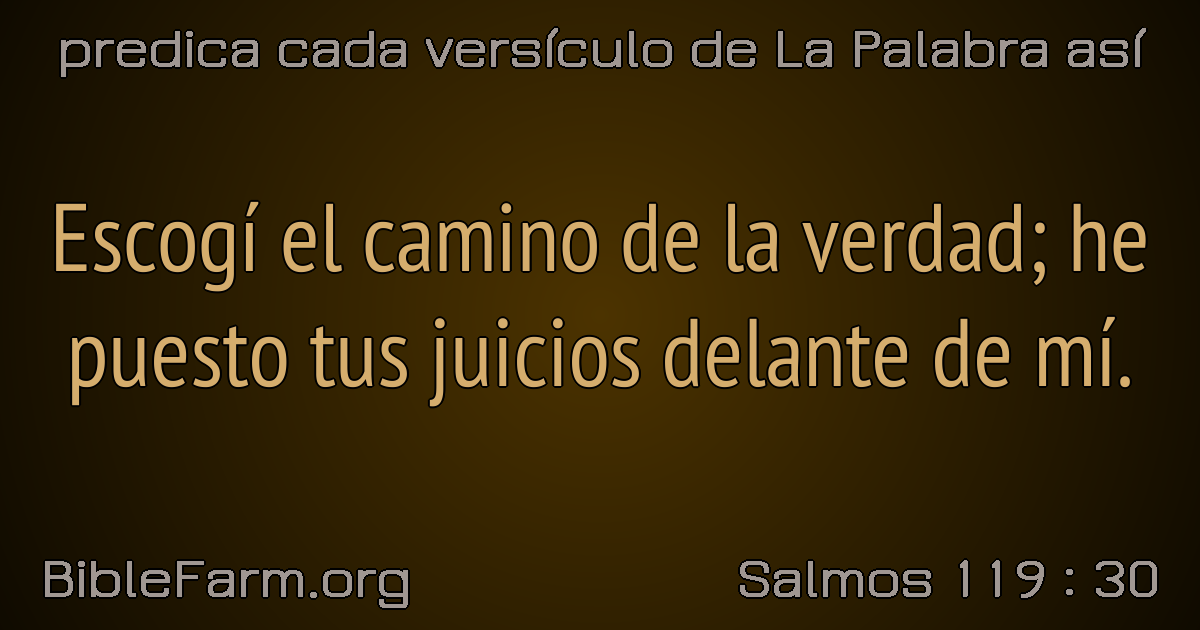 predica cada versículo de La Palabra así
Escogí el camino de la verdad; he
puesto tus juicios delante de mí.
BibleFarm.org
Salmos 119 : 30